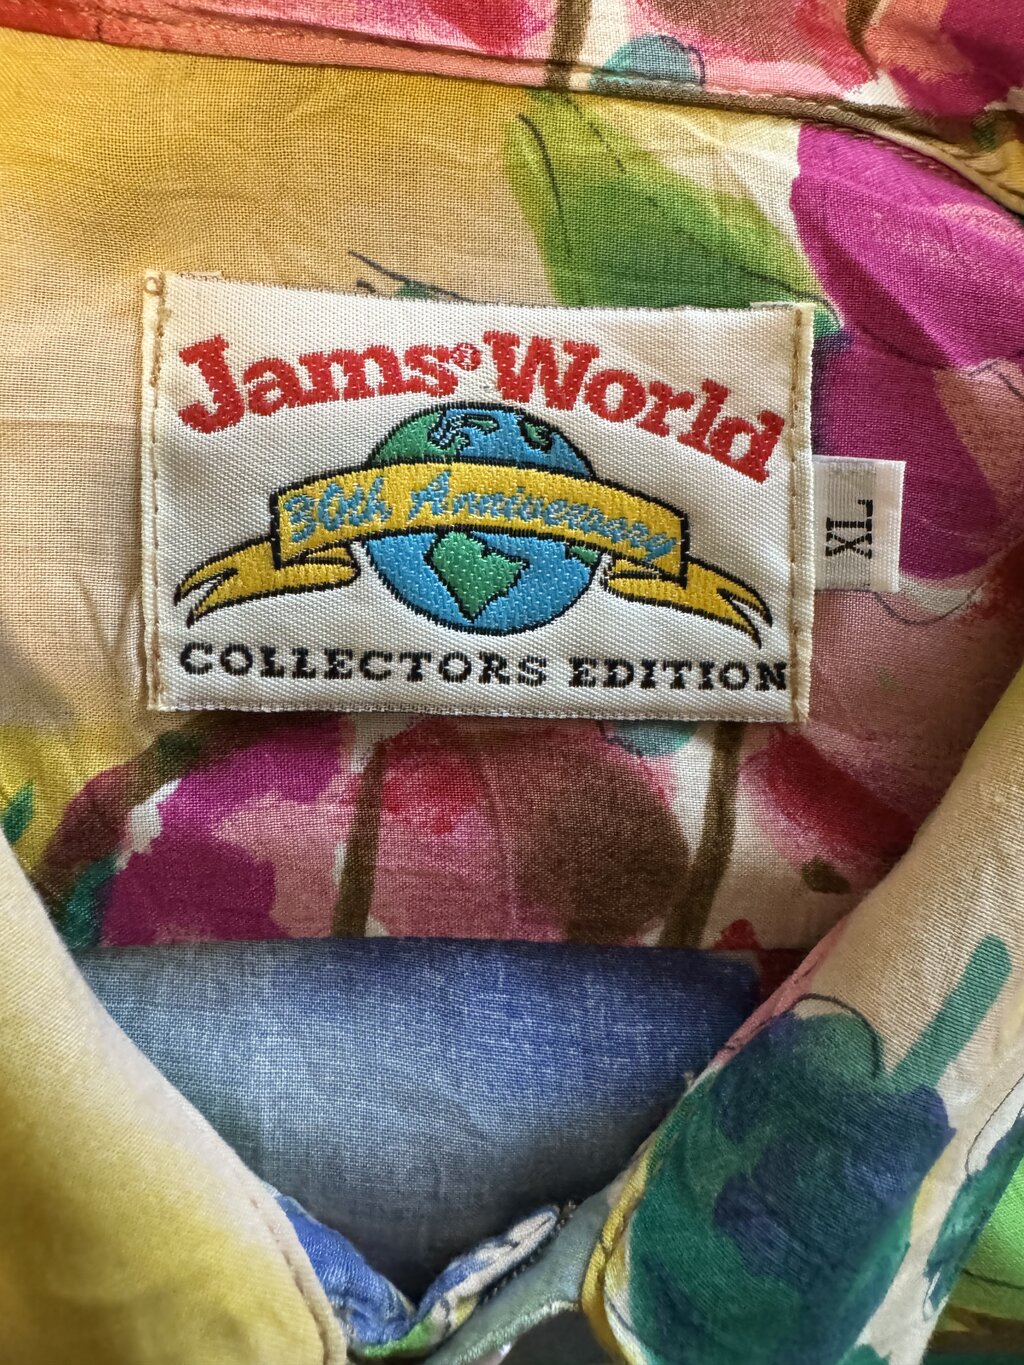 Jams® World
30th Anniversary
COLLECTORS EDITION
XL